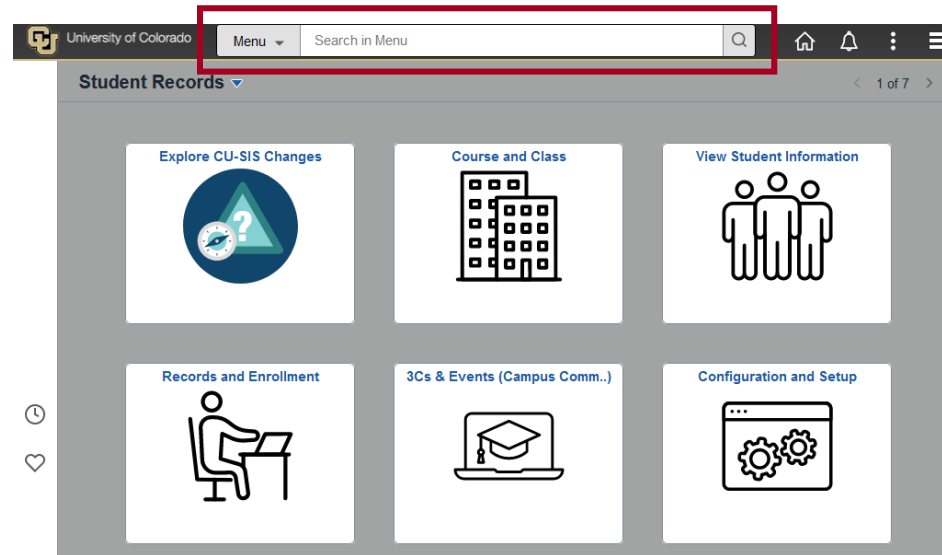 CU University of Colorado Menu Search in Menu
Student Records 1 of 7
Explore CU-SIS Changes Course and Class View Student Information
?
Records and Enrollment 3Cs & Events (Campus Comm..) Configuration and Setup